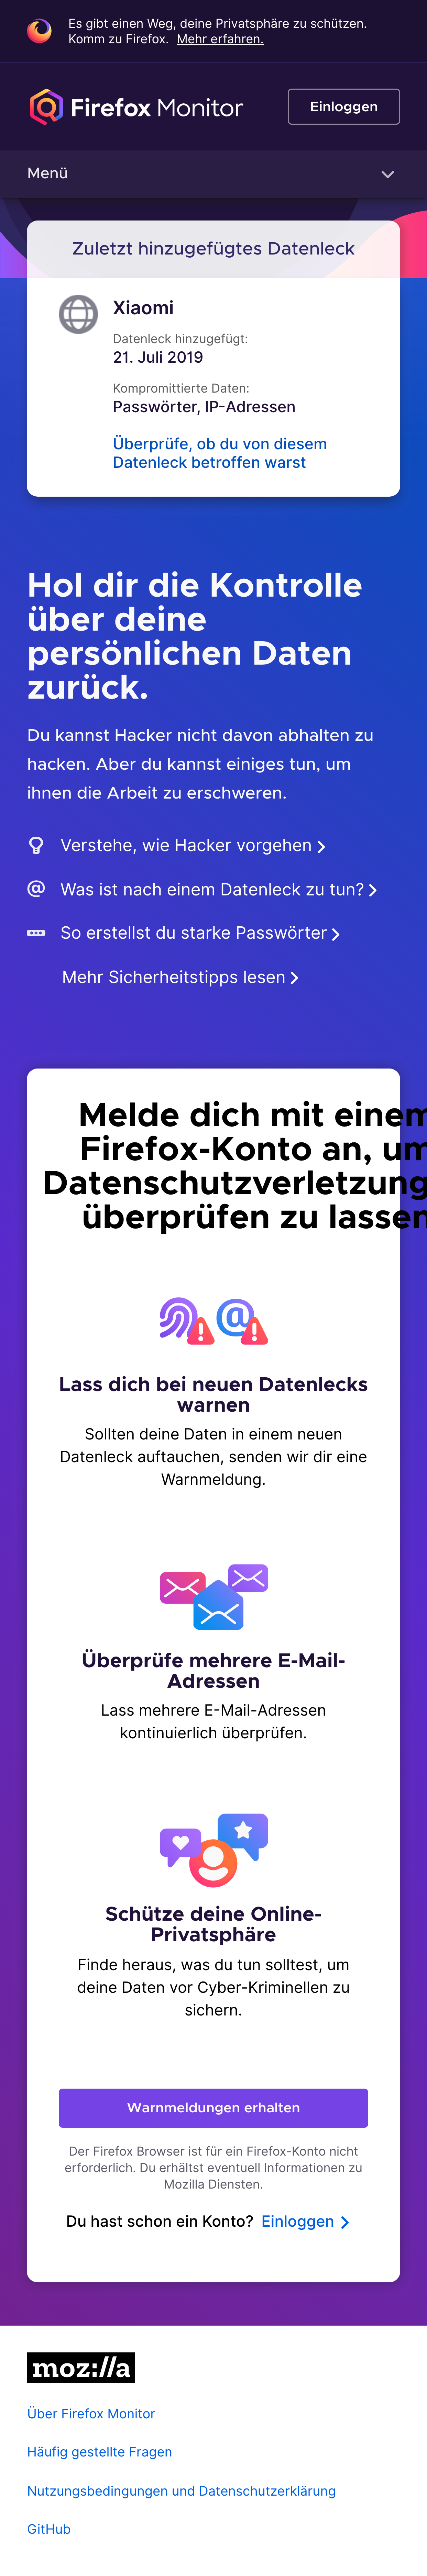 Es gibt einen Weg, deine Privatsphäre zu schützen.
Komm zu Firefox. Mehr erfahren.
Firefox Monitor
Einloggen
Menü
Zuletzt hinzugefügtes Datenleck
Xiaomi
Datenleck hinzugefügt:
21. Juli 2019
Kompromittierte Daten:
Passwörter, IP-Adressen
Überprüfe, ob du von diesem
Datenleck betroffen warst
Hol dir die Kontrolle
über deine
persönlichen Daten
zurück.
Du kannst Hacker nicht davon abhalten zu
hacken. Aber du kannst einiges tun, um
ihnen die Arbeit zu erschweren.
Verstehe, wie Hacker vorgehen
@ Was ist nach einem Datenleck zu tun?
So erstellst du starke Passwörter
Mehr Sicherheitstipps lesen
Melde dich mit einem
Firefox-Konto an, um
Datenschutzverletzung
überprüfen zu lassen
@
Lass dich bei neuen Datenlecks
warnen
Sollten deine Daten in einem neuen
Datenleck auftauchen, senden wir dir eine
Warnmeldung.
Überprüfe mehrere E-Mail-
Adressen
Lass mehrere E-Mail-Adressen
kontinuierlich überprüfen.
Schütze deine Online-
Privatsphäre
Finde heraus, was du tun solltest, um
deine Daten vor Cyber-Kriminellen zu
sichern.
Warnmeldungen erhalten
Der Firefox Browser ist für ein Firefox-Konto nicht
erforderlich. Du erhältst eventuell Informationen zu
Mozilla Diensten.
Du hast schon ein Konto? Einloggen
moz://a
Über Firefox Monitor
Häufig gestellte Fragen
Nutzungsbedingungen und Datenschutzerklärung
GitHub